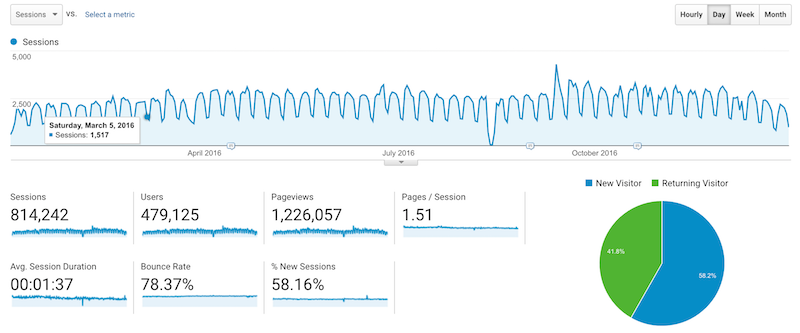 Sessions vs. Select a metric Hourly Day Week Month
Sessions
5,000
2,500
Saturday, March 5, 2016
Sessions: 1,517
April 2016 July 2016 October 2016
New Visitor Returning Visitor
Sessions Users Pageviews Pages / Session
814,242 479,125 1,226,057 1.51
41.8%
58.2%
Avg. Session Duration Bounce Rate % New Sessions
00:01:37 78.37% 58.16%